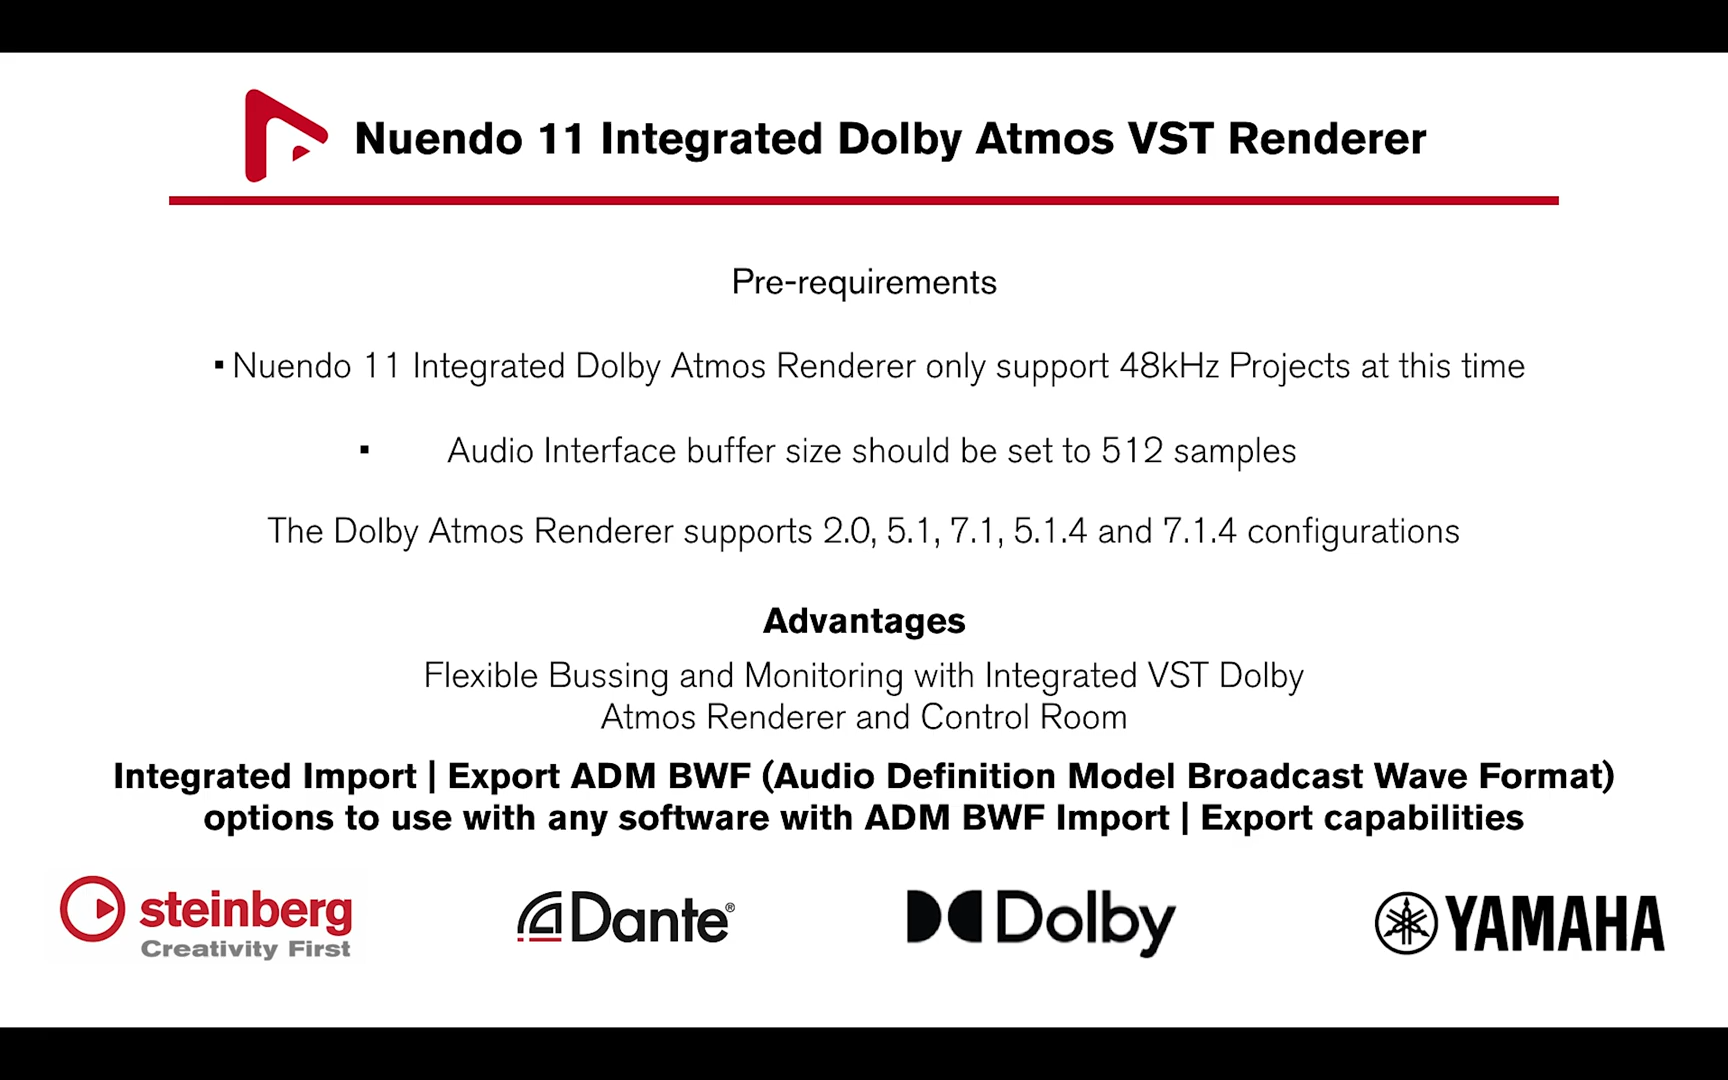 Nuendo 11 Integrated Dolby Atmos VST Renderer
Pre-requirements
▪ Nuendo 11 Integrated Dolby Atmos Renderer only support 48kHz Projects at this time
▪ Audio Interface buffer size should be set to 512 samples
The Dolby Atmos Renderer supports 2.0, 5.1, 7.1, 5.1.4 and 7.1.4 configurations
Advantages
Flexible Bussing and Monitoring with Integrated VST Dolby
Atmos Renderer and Control Room
Integrated Import | Export ADM BWF (Audio Definition Model Broadcast Wave Format)
options to use with any software with ADM BWF Import | Export capabilities
steinberg
Creativity First
Dante®
Dolby
YAMAHA